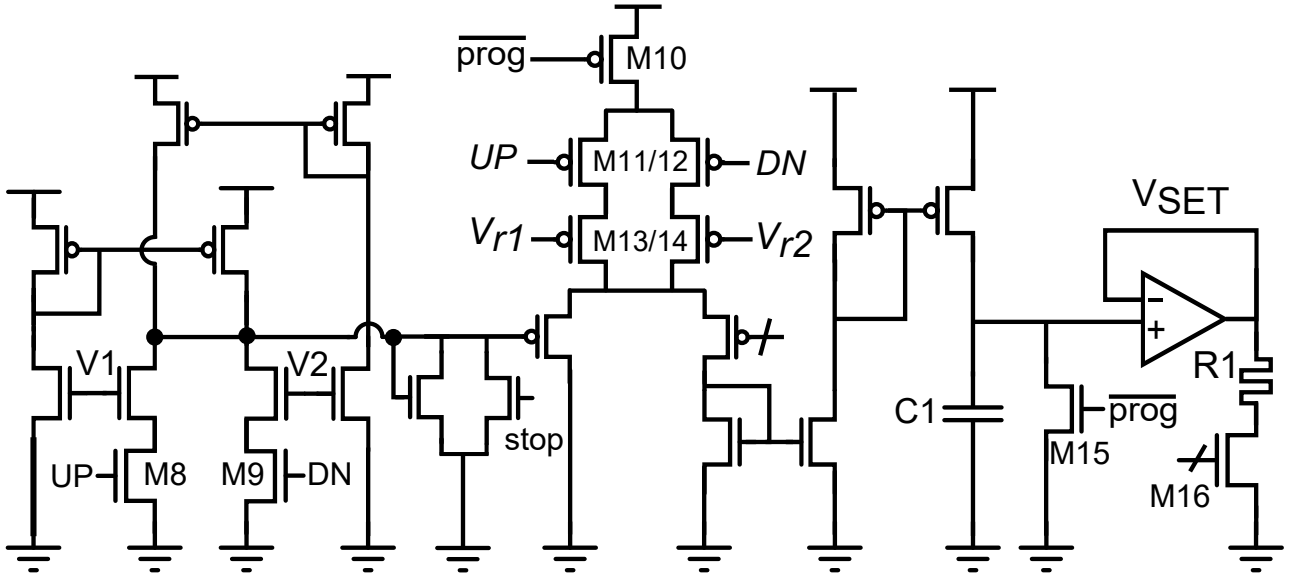 prog
M10
UP
M11/12
DN
Vr1
M13/14
Vr2
VSET
V1
V2
R1
C1
prog
stop
M15
UP
M8
M9
DN
M16